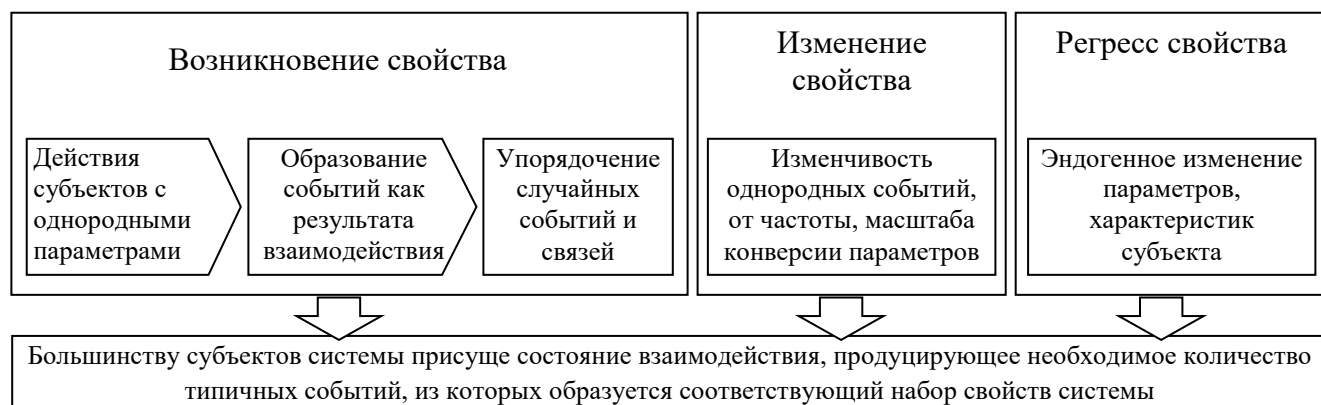 Возникновение свойства
Действия
субъектов с
однородными
параметрами
Образование
событий как
результата
взаимодействия
Упорядочение
случайных
событий и
связей
Изменение
свойства
Изменчивость
однородных событий,
от частоты, масштаба
конверсии параметров
Регресс свойства
Эндогенное изменение
параметров,
характеристик
субъекта
Большинству субъектов системы присуще состояние взаимодействия, продуцирующее необходимое количество
типичных событий, из которых образуется соответствующий набор свойств системы